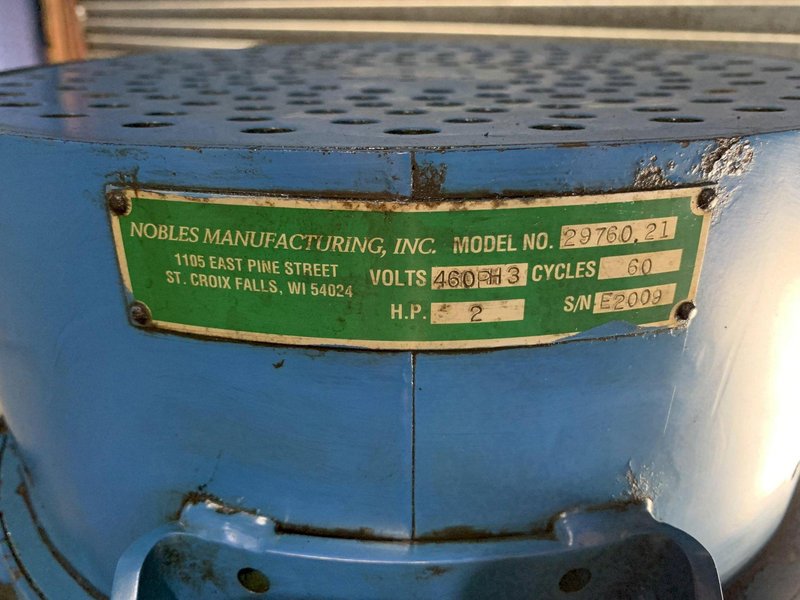 NOBLES MANUFACTURING, INC. MODEL NO. 29760.21
1105 EAST PINE STREET
ST. CROIX FALLS, WI 54024
VOLTS 460PH3 CYCLES 60
H.P. 2 S/N E2009